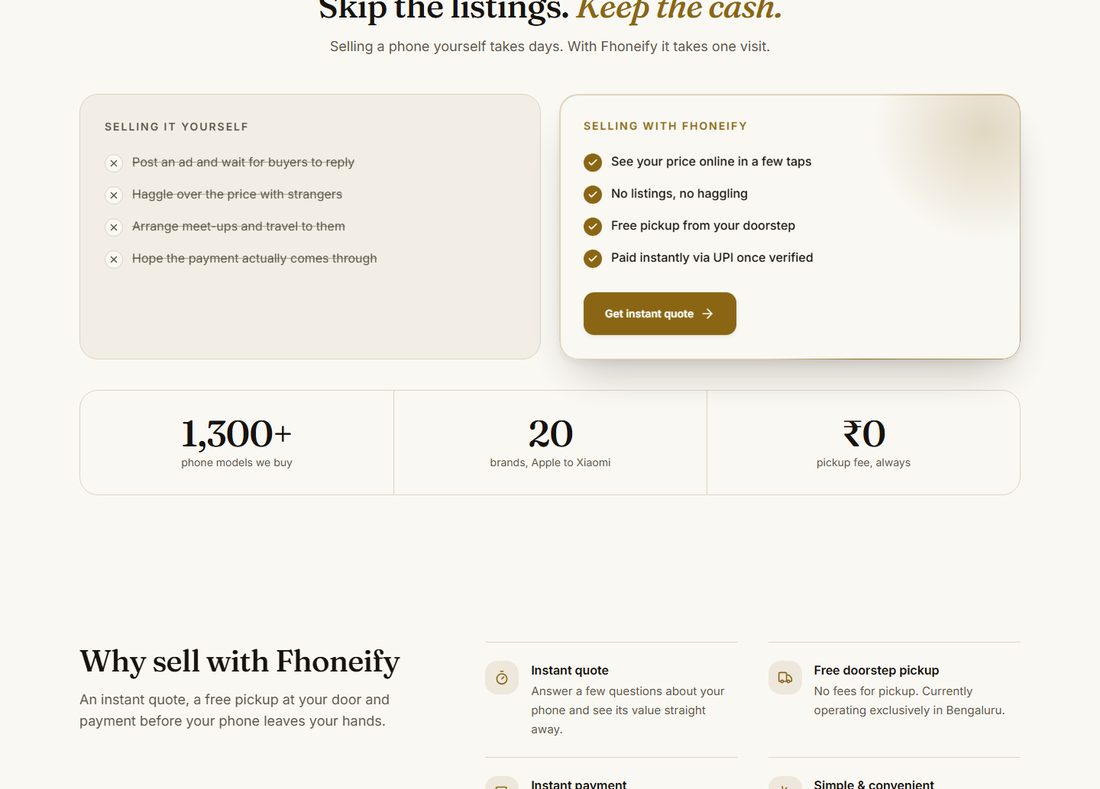 Skip the listings. Keep the cash.
Selling a phone yourself takes days. With Fhoneify it takes one visit.
SELLING IT YOURSELF
Post an ad and wait for buyers to reply
Haggle over the price with strangers
Arrange meet-ups and travel to them
Hope the payment actually comes through
SELLING WITH FHONEIFY
See your price online in a few taps
No listings, no haggling
Free pickup from your doorstep
Paid instantly via UPI once verified
Get instant quote →
1,300+
phone models we buy
20
brands, Apple to Xiaomi
₹0
pickup fee, always
Why sell with Fhoneify
An instant quote, a free pickup at your door and
payment before your phone leaves your hands.
Instant quote
Answer a few questions about your
phone and see its value straight
away.
Free doorstep pickup
No fees for pickup. Currently
operating exclusively in Bengaluru.
Instant payment
Simple & convenient